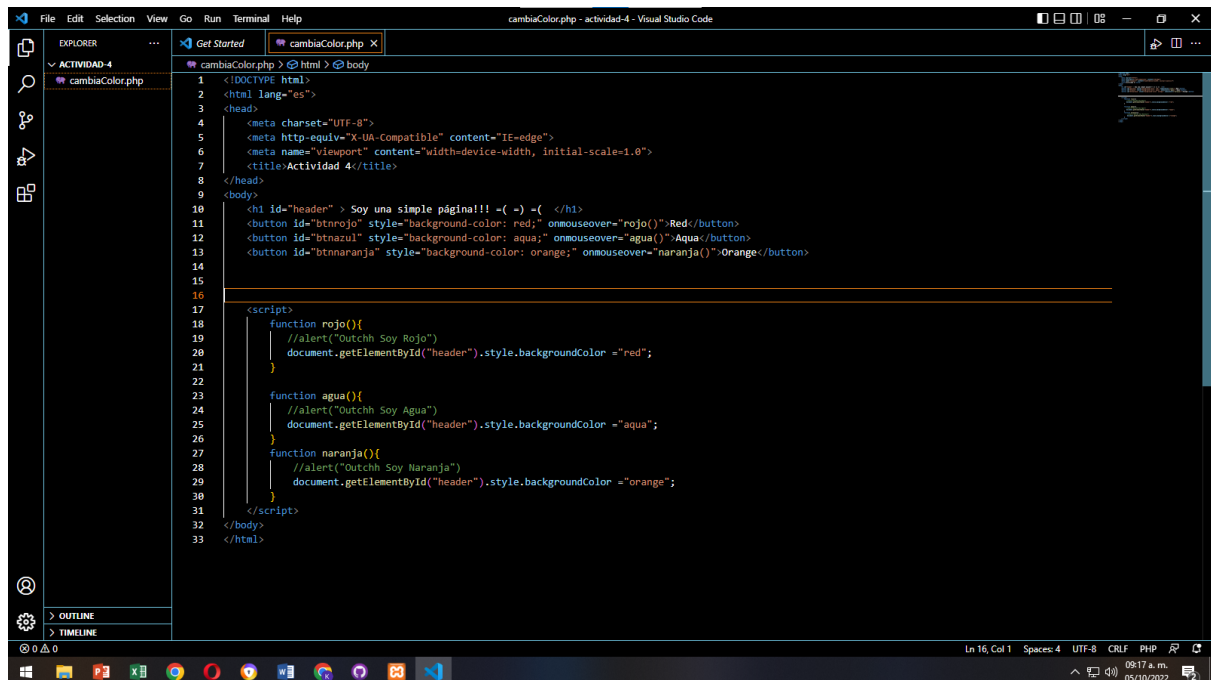 File Edit Selection View Go Run Terminal Help cambiaColor.php - actividad-4 - Visual Studio Code
EXPLORER ··· Get Started cambiaColor.php
ACTIVIDAD-4
cambiaColor.php
cambiaColor.php > html > body
1 <!DOCTYPE html>
2 <html lang="es">
3 <head>
4 <meta charset="UTF-8">
5 <meta http-equiv="X-UA-Compatible" content="IE=edge">
6 <meta name="viewport" content="width=device-width, initial-scale=1.0">
7 <title>Actividad 4</title>
8 </head>
9 <body>
10 <h1 id="header" > Soy una simple página!!! =( =) =( </h1>
11 <button id="btnrojo" style="background-color: red;" onmouseover="rojo()">Red</button>
12 <button id="btnazul" style="background-color: aqua;" onmouseover="agua()">Aqua</button>
13 <button id="btnnaranja" style="background-color: orange;" onmouseover="naranja()">Orange</button>
14
15
16
17 <script>
18 function rojo(){
19 //alert("Outchh Soy Rojo")
20 document.getElementById("header").style.backgroundColor ="red";
21 }
22
23 function agua(){
24 //alert("Outchh Soy Agua")
25 document.getElementById("header").style.backgroundColor ="aqua";
26 }
27 function naranja(){
28 //alert("Outchh Soy Naranja")
29 document.getElementById("header").style.backgroundColor ="orange";
30 }
31 </script>
32 </body>
33 </html>
OUTLINE
TIMELINE
0 0 Ln 16, Col 1 Spaces: 4 UTF-8 CRLF PHP
09:17 a. m.
05/10/2022